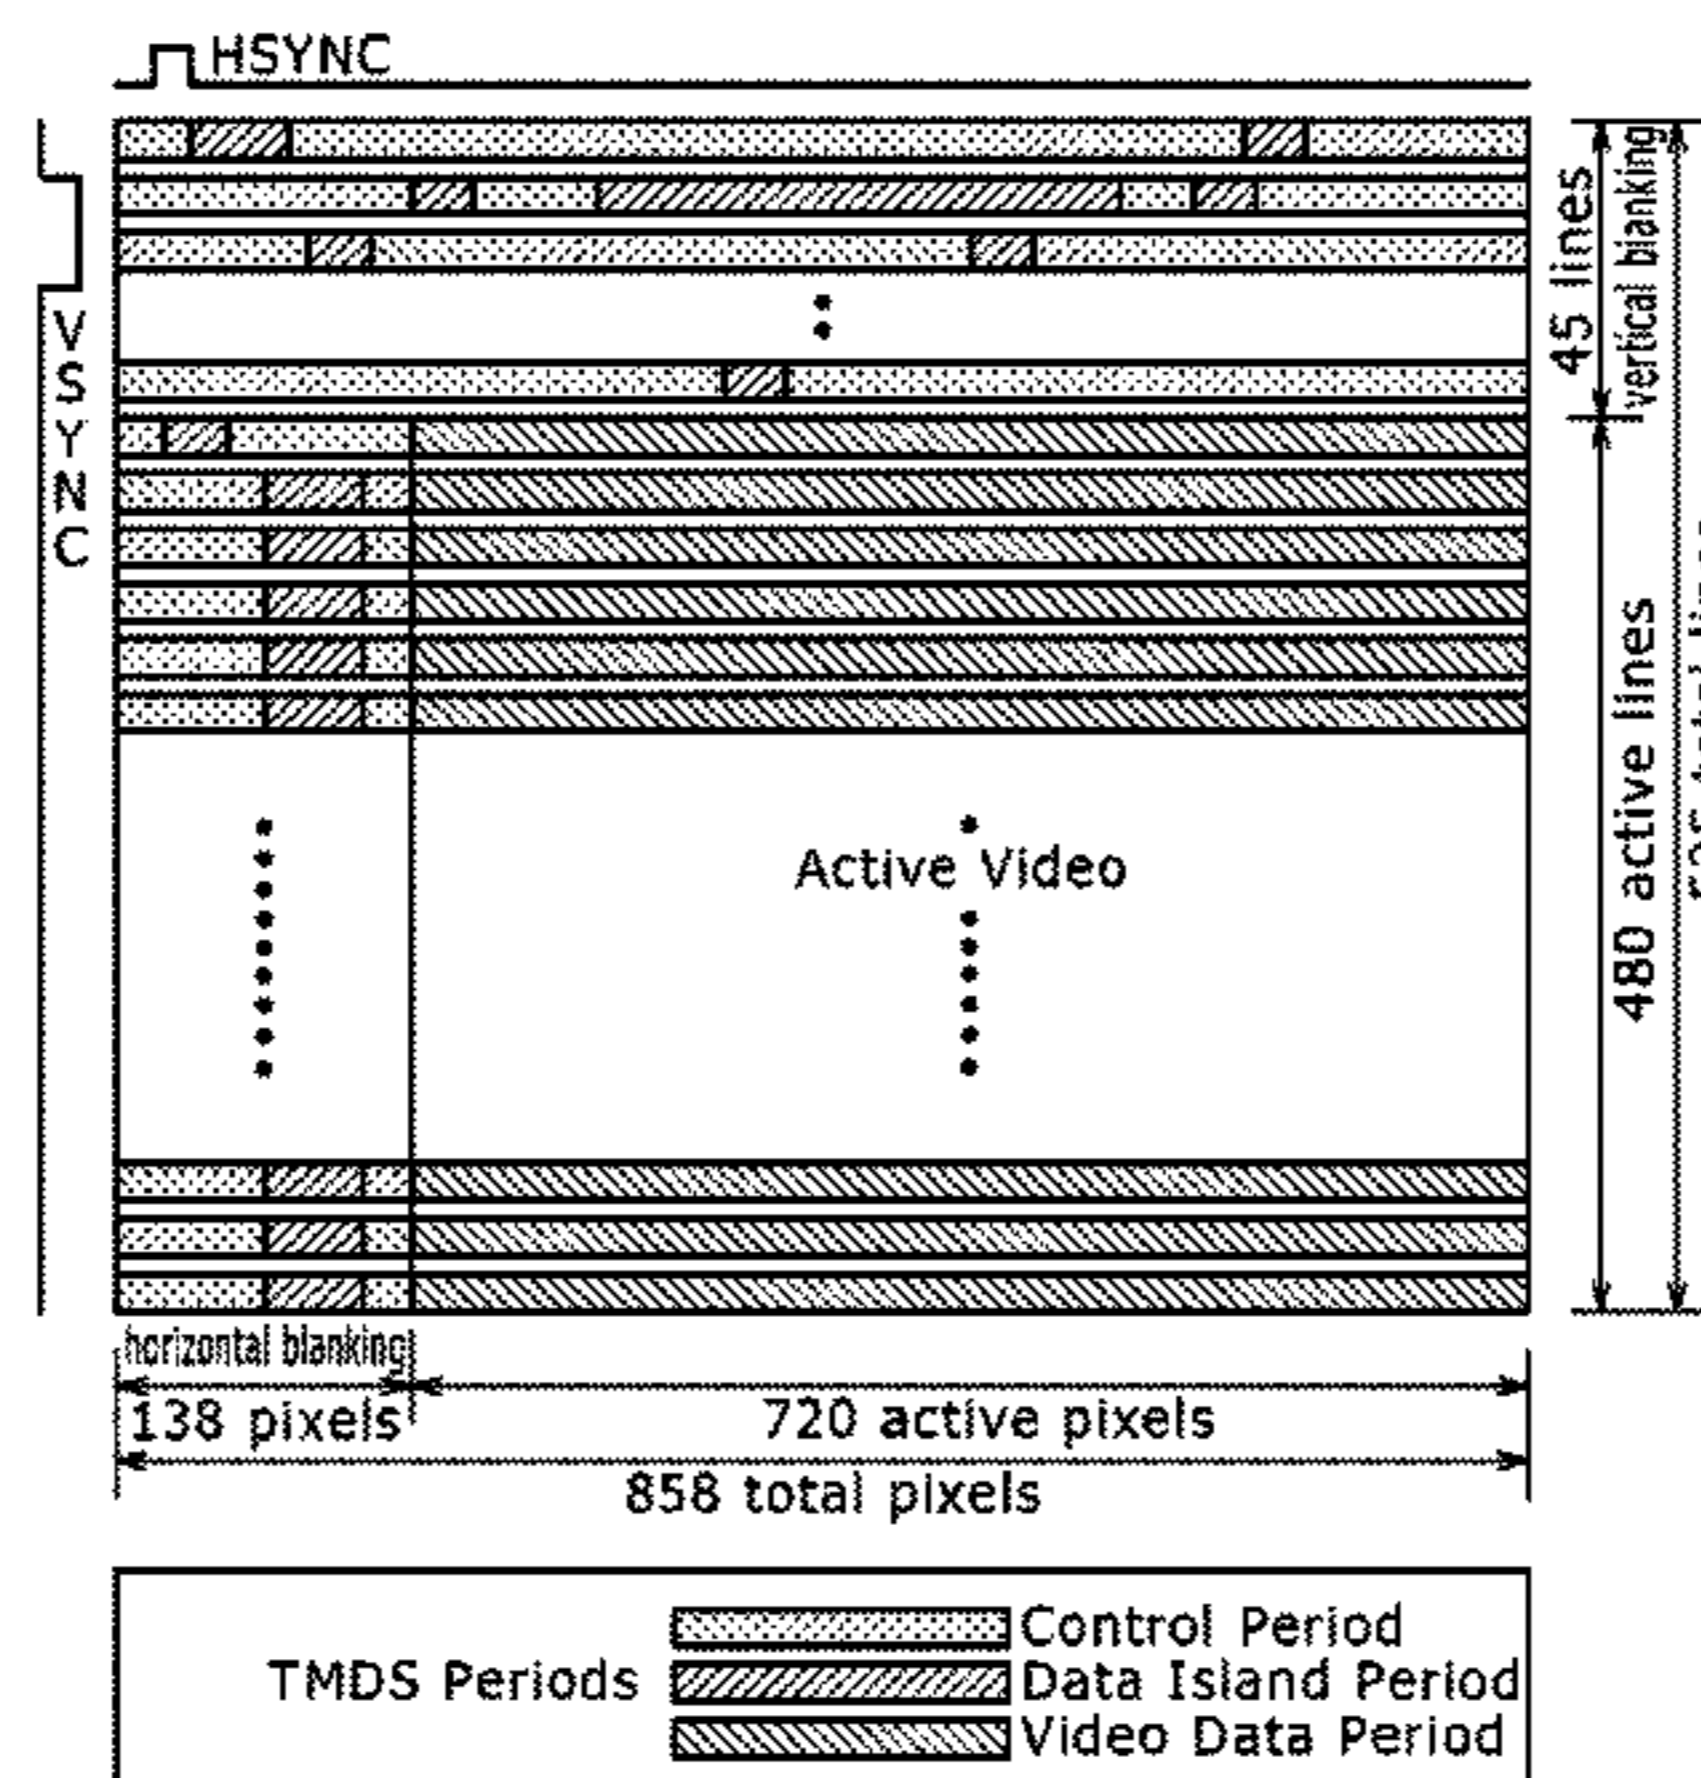 HSYNC
VSYNC
45 lines
vertical blanking
480 active lines
Active Video
horizontal blanking
138 pixels
720 active pixels
858 total pixels
TMDS Periods
Control Period
Data Island Period
Video Data Period